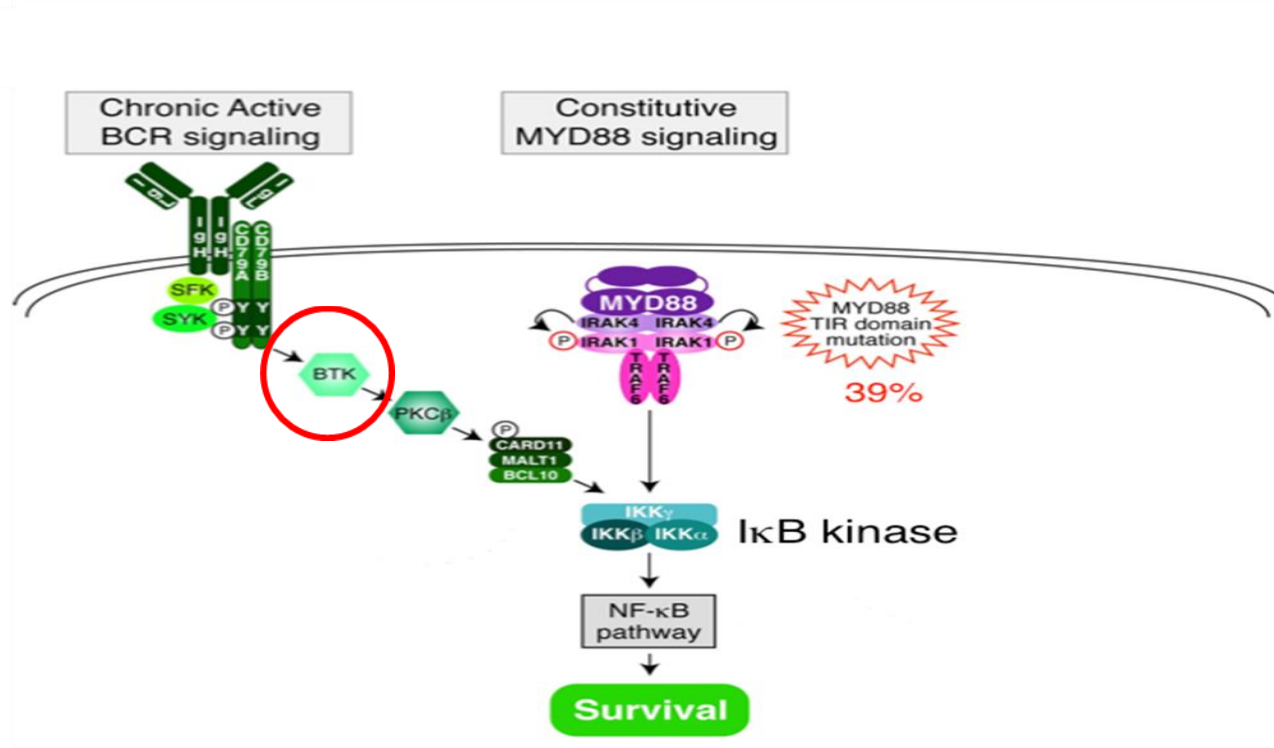 Chronic Active
BCR signaling
Constitutive
MYD88 signaling
IgL
IgL
IgH
IgH
CD79A
CD79B
SFK
SYK
P
Y
Y
P
Y
Y
BTK
PKCβ
P
CARD11
MALT1
BCL10
MYD88
IRAK4
IRAK4
P
IRAK1
IRAK1
P
TRAF6
TRAF6
MYD88
TIR domain
mutation
39%
IKKγ
IKKβ
IKKα
IκB kinase
NF-κB
pathway
Survival